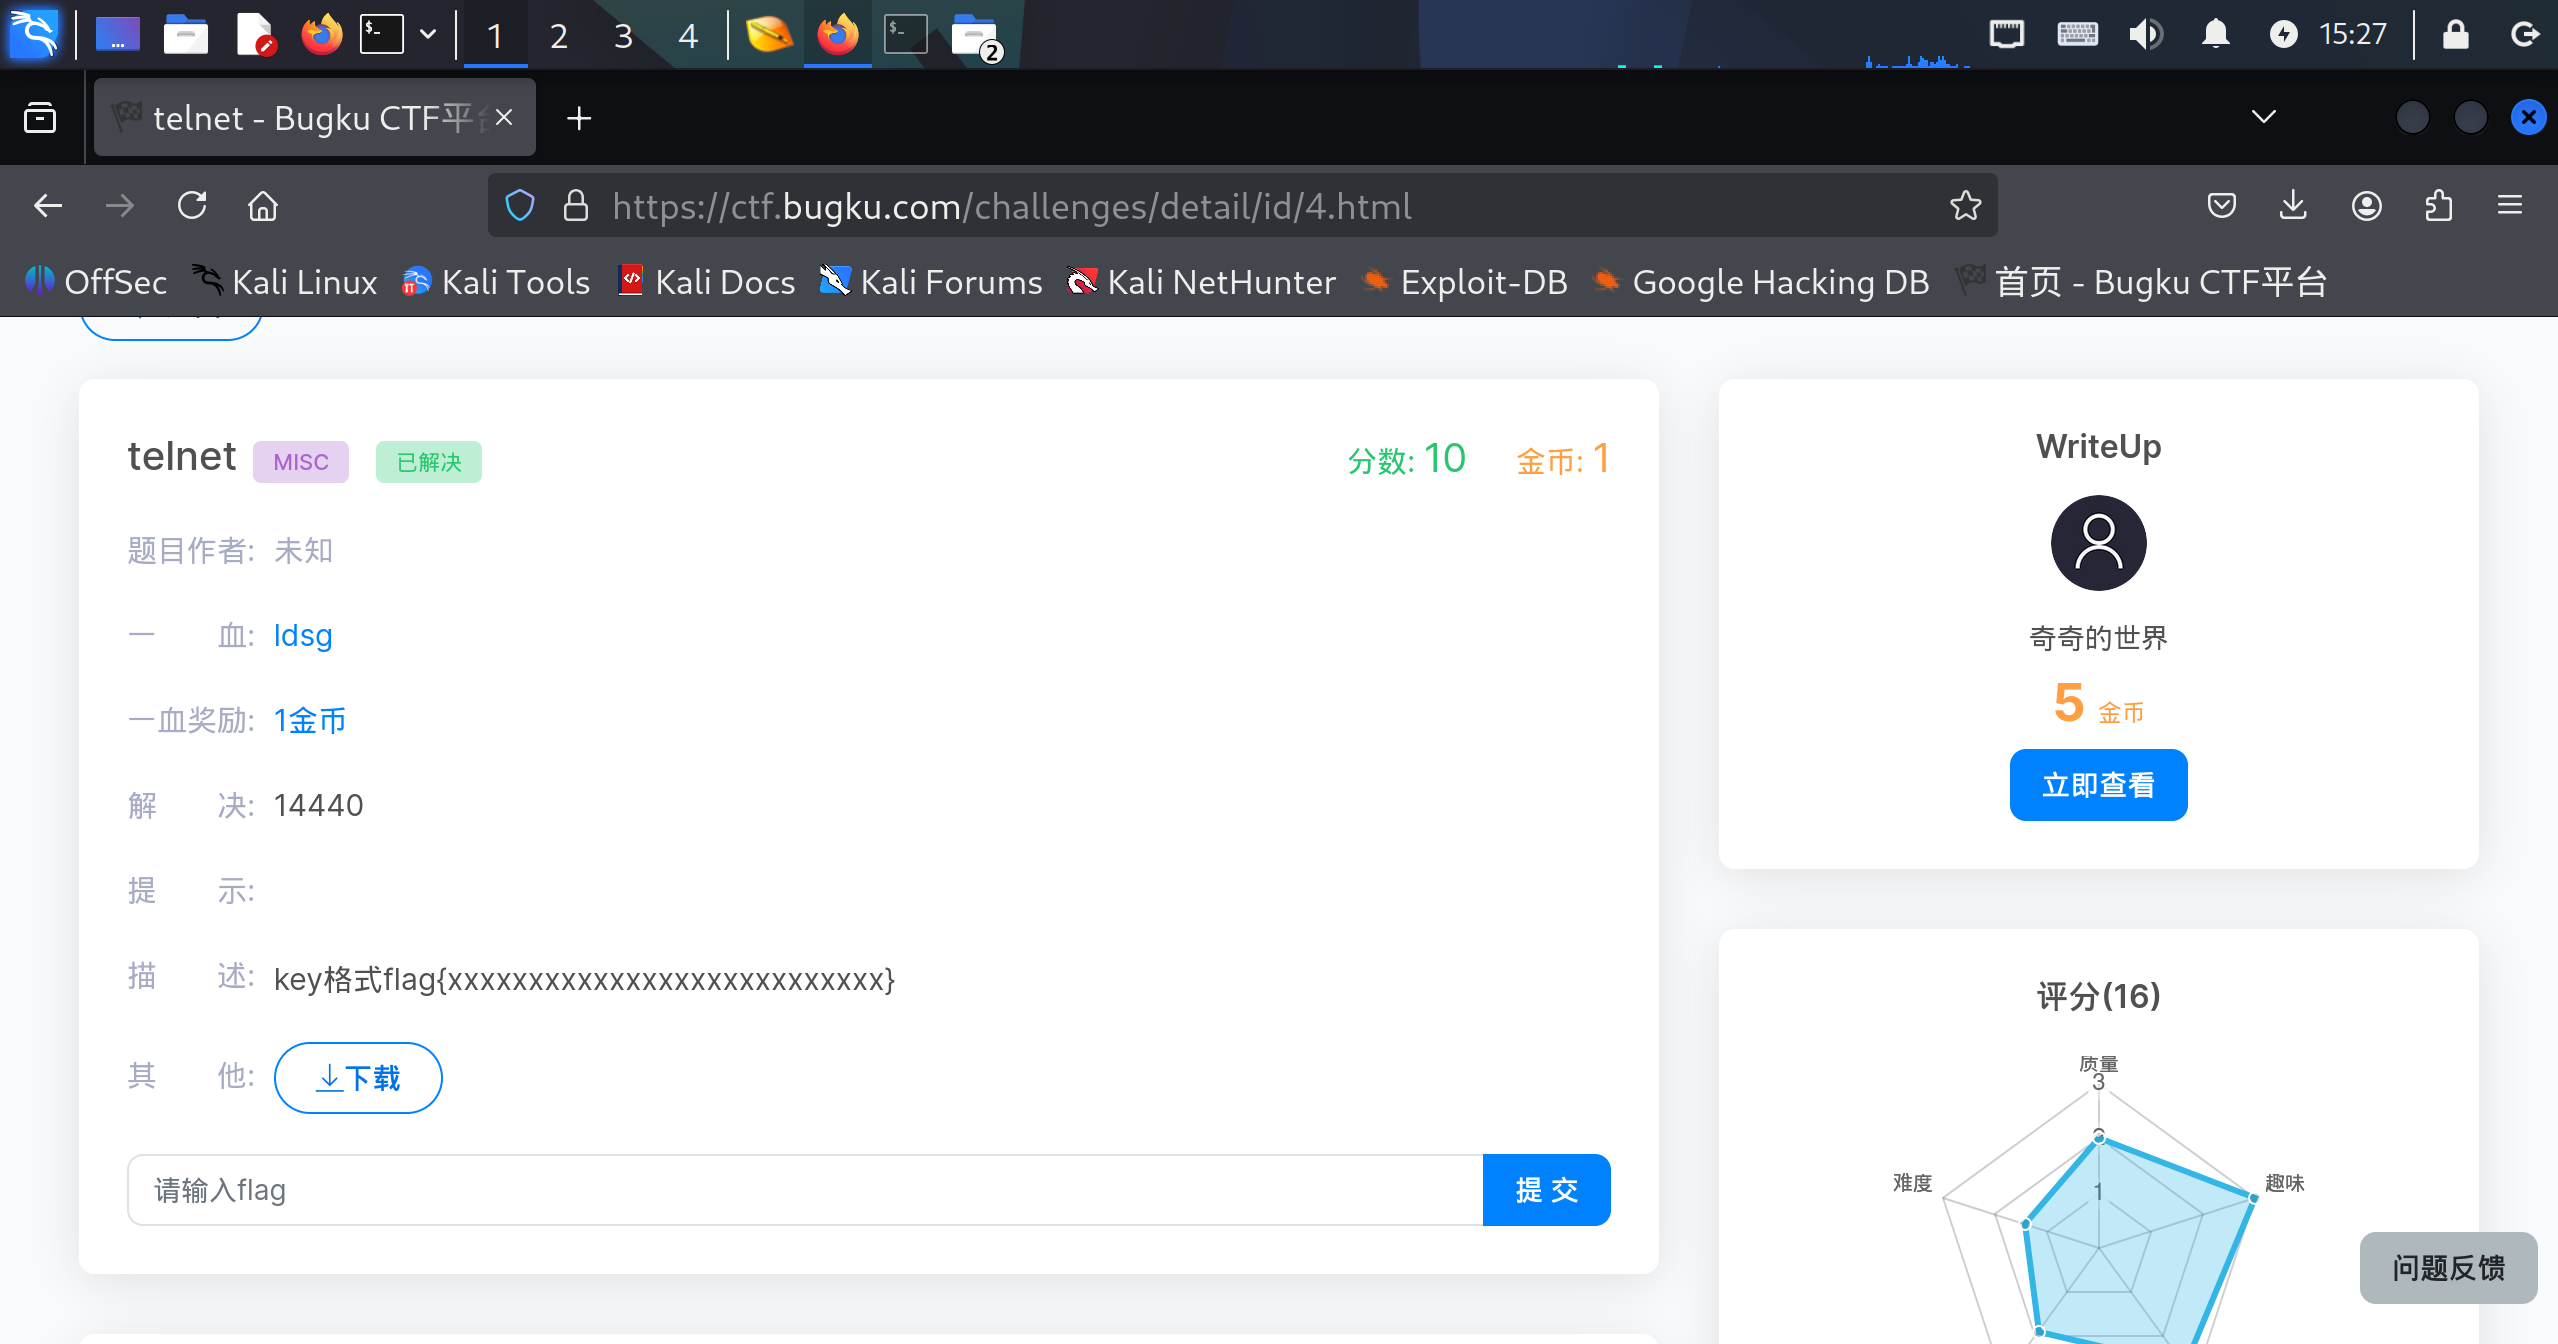 1 2 3 4 2 15:27
telnet - Bugku CTF平台
https://ctf.bugku.com/challenges/detail/id/4.html
OffSec Kali Linux Kali Tools Kali Docs Kali Forums Kali NetHunter Exploit-DB Google Hacking DB 首页 - Bugku CTF平台
telnet MISC 已解决 分数: 10 金币: 1
题目作者: 未知
一 血: ldsg
一血奖励: 1金币
解 决: 14440
提 示:
描 述: key格式flag{xxxxxxxxxxxxxxxxxxxxxxxxxxx}
其 他: 下载
请输入flag 提 交
WriteUp
奇奇的世界
5 金币
立即查看
评分(16)
质量
3
1
难度
趣味
问题反馈